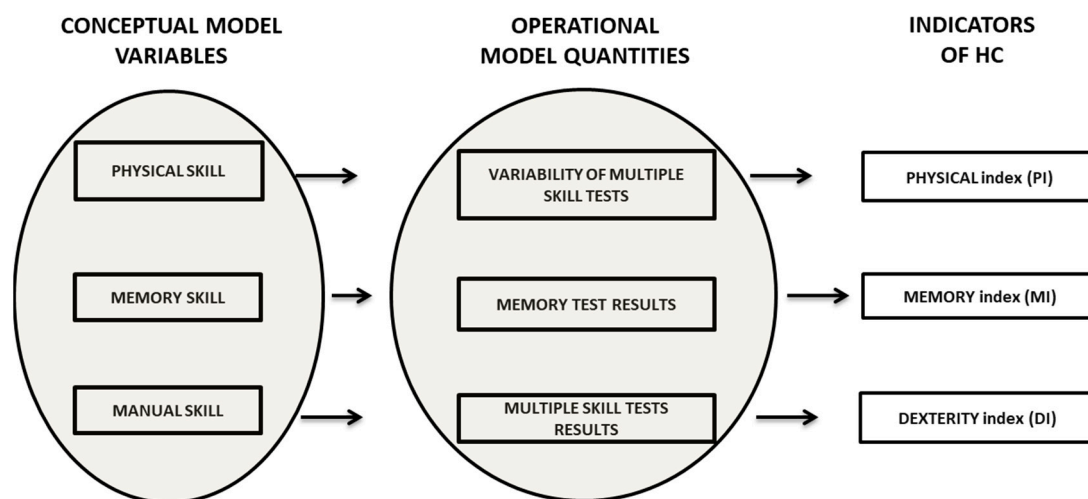 CONCEPTUAL MODEL
VARIABLES
OPERATIONAL
MODEL QUANTITIES
INDICATORS
OF HC
PHYSICAL SKILL
VARIABILITY OF MULTIPLE
SKILL TESTS
PHYSICAL index (PI)
MEMORY SKILL
MEMORY TEST RESULTS
MEMORY index (MI)
MANUAL SKILL
MULTIPLE SKILL TESTS
RESULTS
DEXTERITY index (DI)